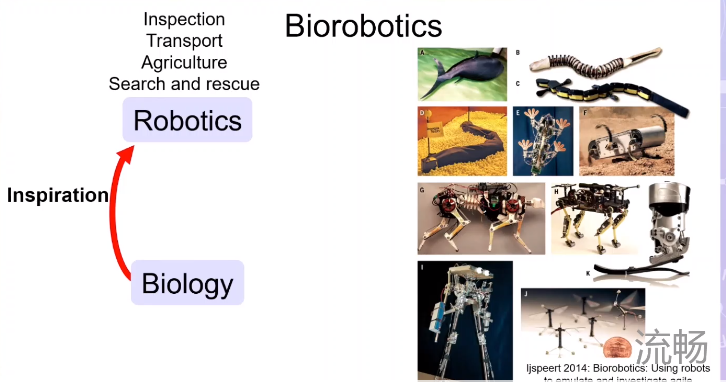 Biorobotics
Inspection
Transport
Agriculture
Search and rescue
Robotics
Inspiration
Biology
A
B
C
D
E
F
G
H
I
K
J
流畅
Ijspeert 2014: Biorobotics: Using robots
to emulate and investigate agile